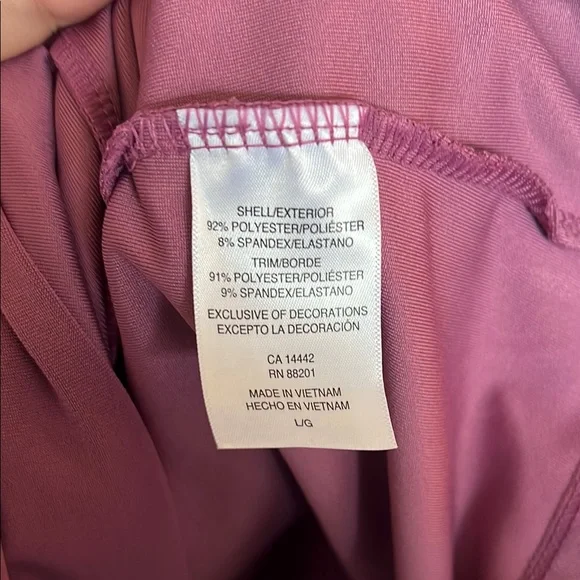 SHELL/EXTERIOR
92% POLYESTER/POLIÉSTER
8% SPANDEX/ELASTANO
TRIM/BORDE
91% POLYESTER/POLIÉSTER
9% SPANDEX/ELASTANO
EXCLUSIVE OF DECORATIONS
EXCEPTO LA DECORACIÓN
CA 14442
RN 88201
MADE IN VIETNAM
HECHO EN VIETNAM
L/G